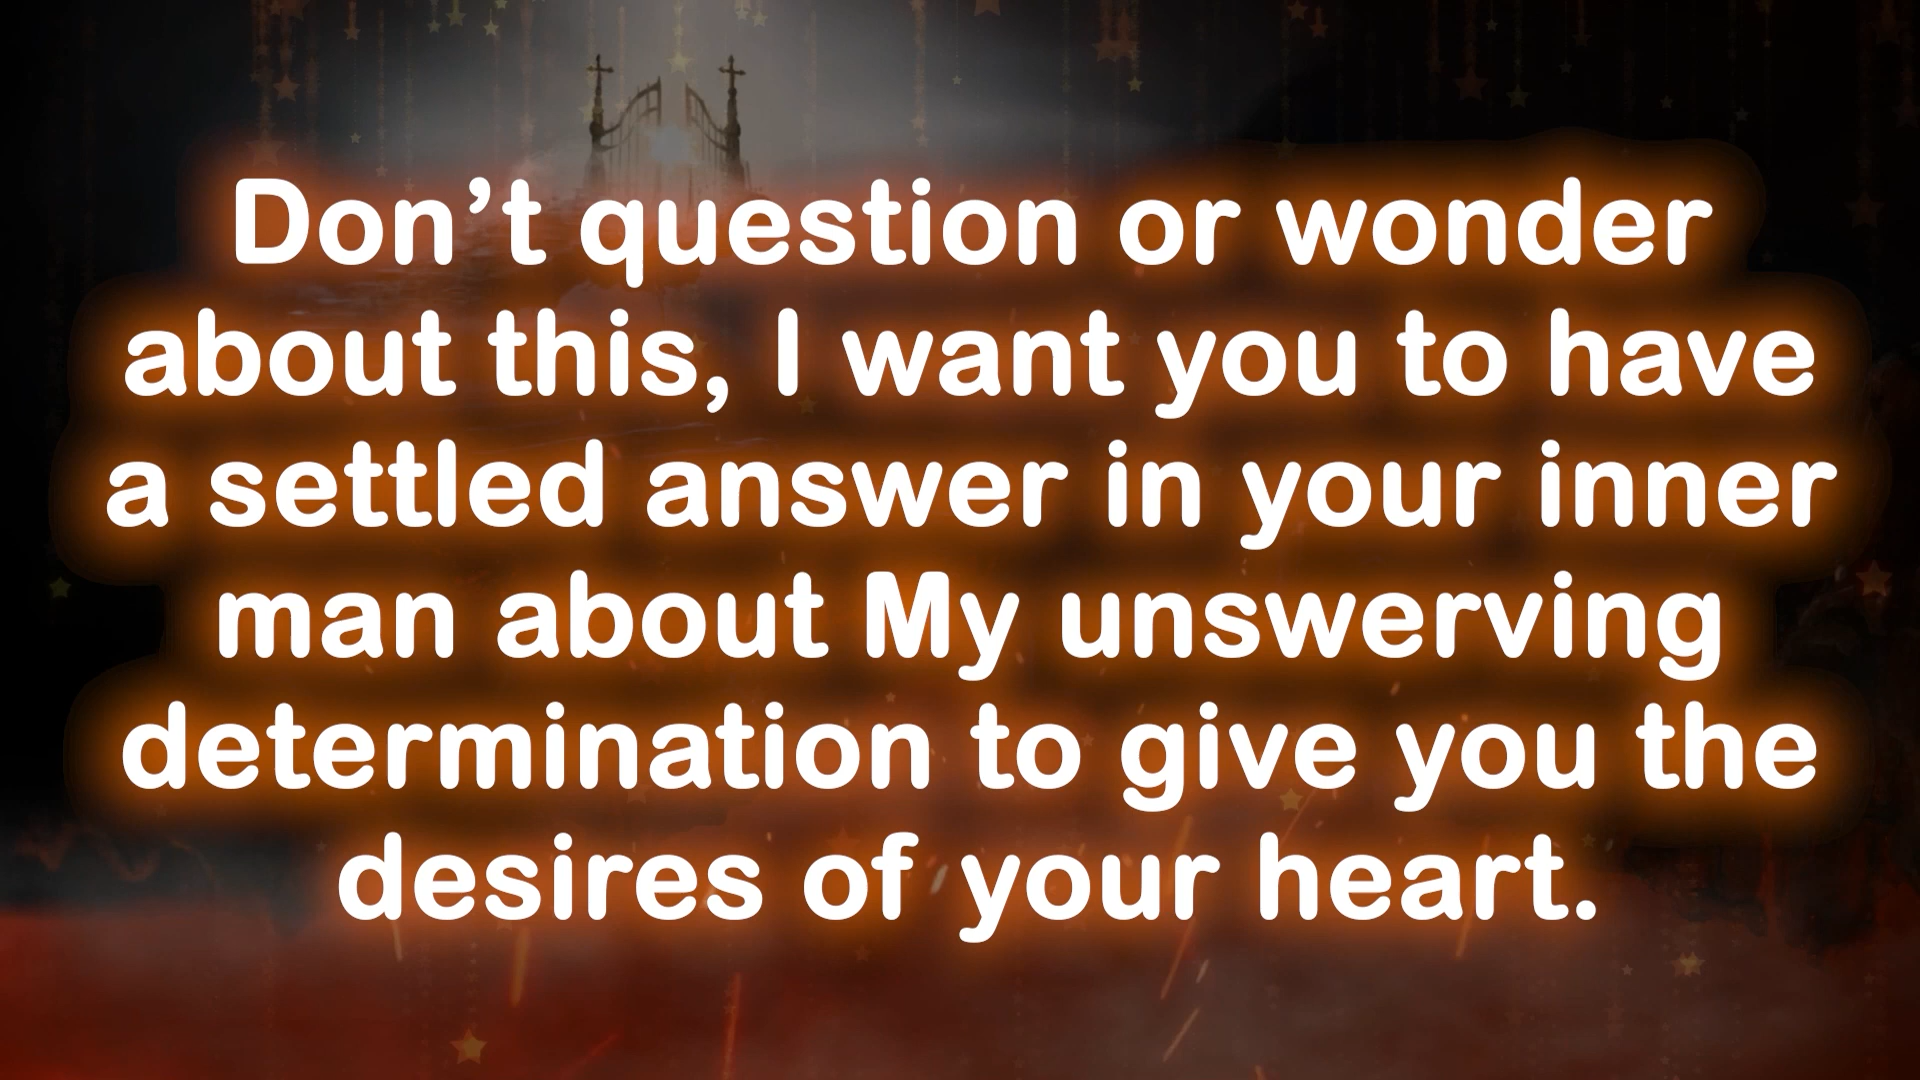 Don’t question or wonder
about this, I want you to have
a settled answer in your inner
man about My unswerving
determination to give you the
desires of your heart.